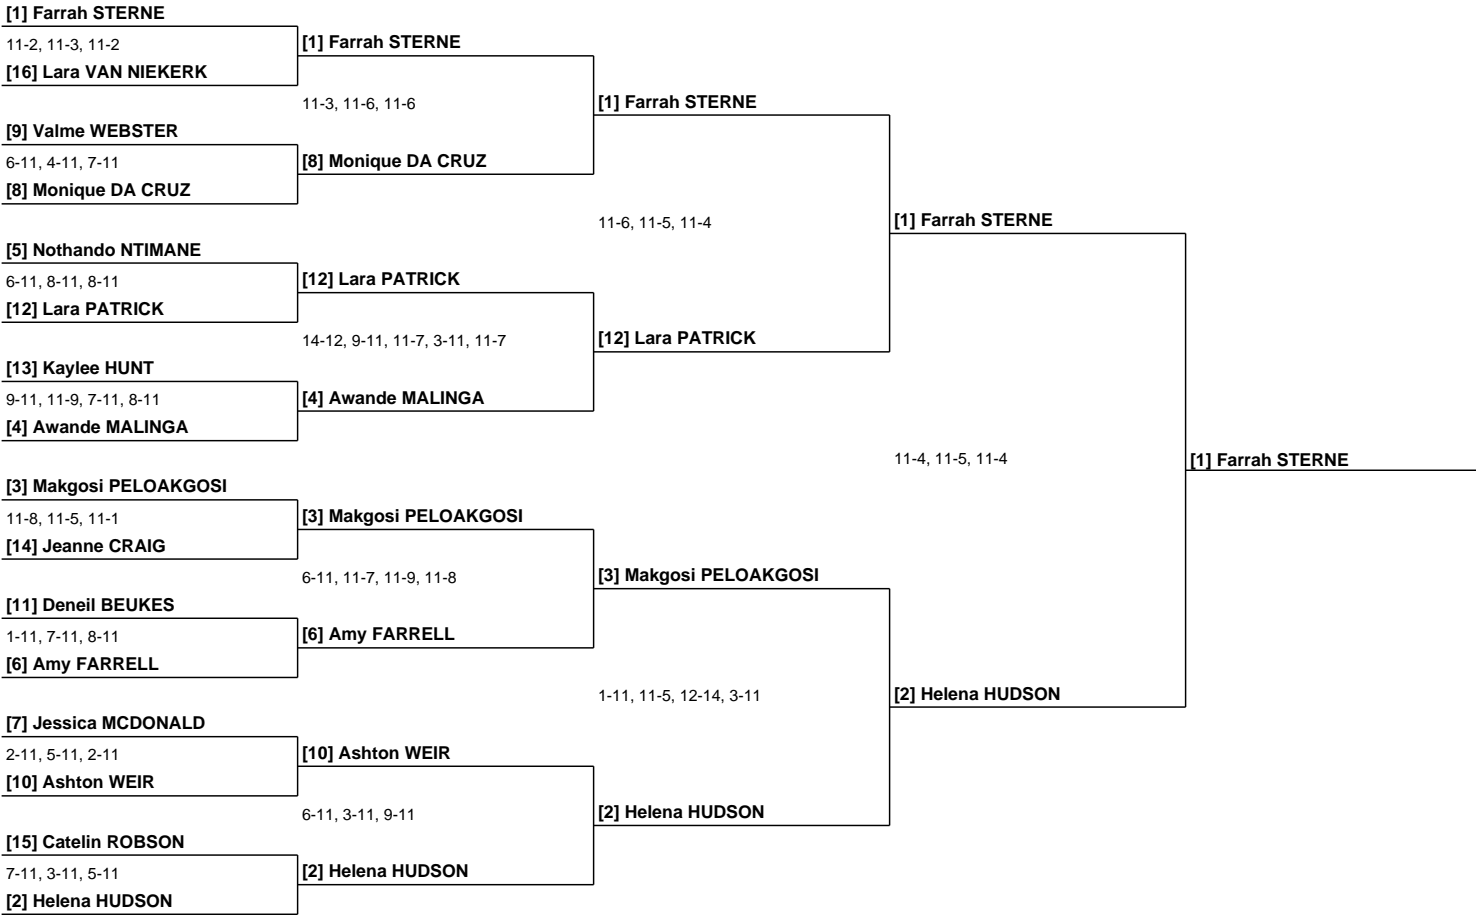 [1] Farrah STERNE
11-2, 11-3, 11-2
[16] Lara VAN NIEKERK
[9] Valme WEBSTER
6-11, 4-11, 7-11
[8] Monique DA CRUZ
[5] Nothando NTIMANE
6-11, 8-11, 8-11
[12] Lara PATRICK
[13] Kaylee HUNT
9-11, 11-9, 7-11, 8-11
[4] Awande MALINGA
[3] Makgosi PELOAKGOSI
11-8, 11-5, 11-1
[14] Jeanne CRAIG
[11] Deneil BEUKES
1-11, 7-11, 8-11
[6] Amy FARRELL
[7] Jessica MCDONALD
2-11, 5-11, 2-11
[10] Ashton WEIR
[15] Catelin ROBSON
7-11, 3-11, 5-11
[2] Helena HUDSON
[1] Farrah STERNE
11-3, 11-6, 11-6
[8] Monique DA CRUZ
[12] Lara PATRICK
14-12, 9-11, 11-7, 3-11, 11-7
[4] Awande MALINGA
[3] Makgosi PELOAKGOSI
6-11, 11-7, 11-9, 11-8
[6] Amy FARRELL
[10] Ashton WEIR
6-11, 3-11, 9-11
[2] Helena HUDSON
[1] Farrah STERNE
11-6, 11-5, 11-4
[12] Lara PATRICK
[3] Makgosi PELOAKGOSI
1-11, 11-5, 12-14, 3-11
[2] Helena HUDSON
[1] Farrah STERNE
11-4, 11-5, 11-4
[2] Helena HUDSON
[1] Farrah STERNE